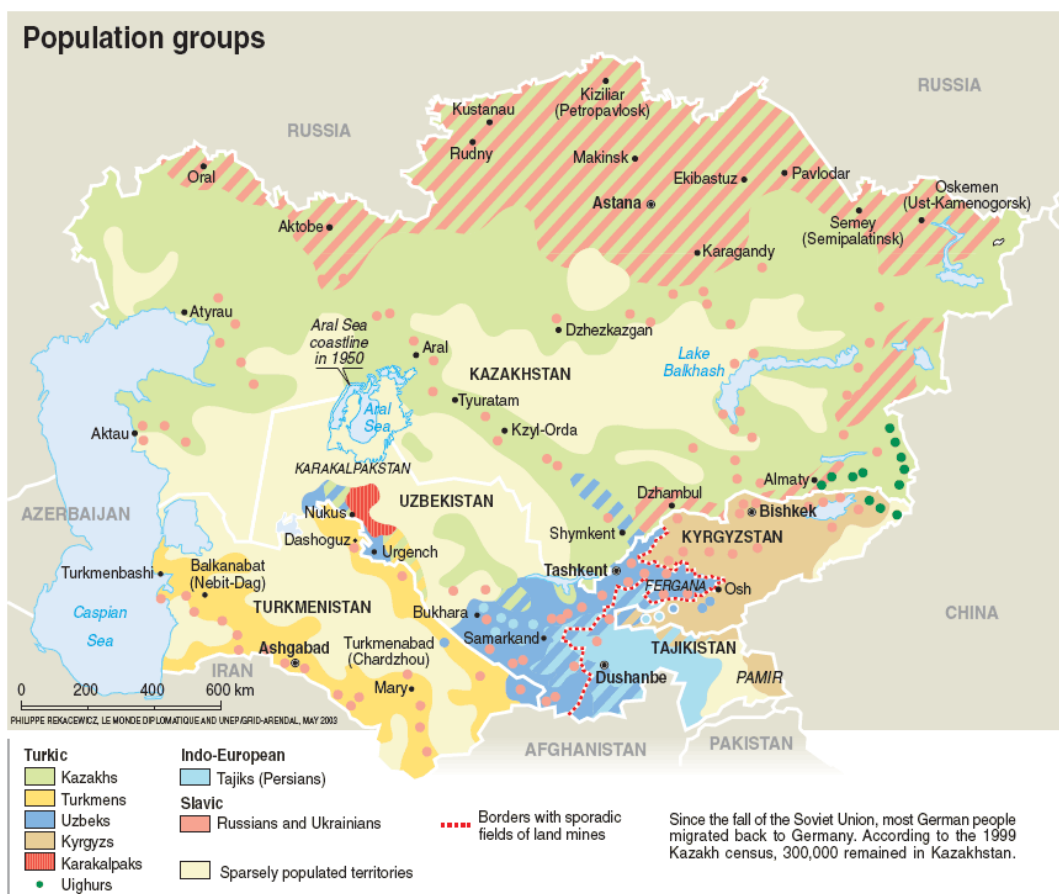 Population groups
RUSSIA
RUSSIA
Kiziliar
(Petropavlosk)
Kustanau
Rudny
Makinsk
Oral
Ekibastuz
Pavlodar
Oskemen
(Ust-Kamenogorsk)
Astana
Aktobe
Semey
(Semipalatinsk)
Karagandy
Atyrau
Aral Sea
coastline
in 1950
Aral
Dzhezkazgan
KAZAKHSTAN
Lake
Balkhash
Tyuratam
Aral
Sea
Kzyl-Orda
Aktau
KARAKALPAKSTAN
UZBEKISTAN
Dzhambul
Almaty
AZERBAIJAN
Nukus
Bishkek
Dashoguz
Shymkent
KYRGYZSTAN
Urgench
Balkanabat
(Nebit-Dag)
Turkmenbashi
Tashkent
FERGANA
Osh
CHINA
TURKMENISTAN
Bukhara
Caspian
Sea
Samarkand
Turkmenabad
(Chardzhou)
TAJIKISTAN
Ashgabad
IRAN
Dushanbe
PAMIR
Mary
0 200 400 600 km
PHILIPPE REKACEWICZ, LE MONDE DIPLOMATIQUE AND UNEP/GRID-ARENDAL, MAY 2003
AFGHANISTAN
PAKISTAN
Turkic
Kazakhs
Turkmens
Uzbeks
Kyrgyzs
Karakalpaks
Uighurs
Indo-European
Tajiks (Persians)
Slavic
Russians and Ukrainians
Sparsely populated territories
Borders with sporadic
fields of land mines
Since the fall of the Soviet Union, most German people
migrated back to Germany. According to the 1999
Kazakh census, 300,000 remained in Kazakhstan.